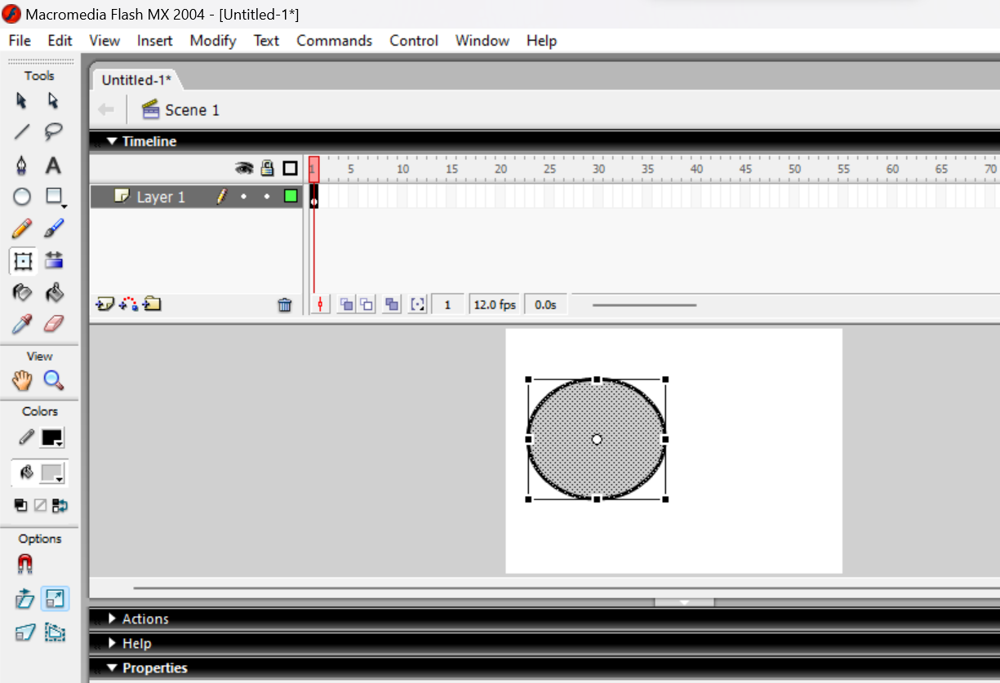 Macromedia Flash MX 2004 - [Untitled-1*]
File Edit View Insert Modify Text Commands Control Window Help
Tools
Untitled-1*
Scene 1
Timeline
1 5 10 15 20 25 30 35 40 45 50 55 60 65 70
Layer 1
1 12.0 fps 0.0s
A
View
Colors
Options
Actions
Help
Properties